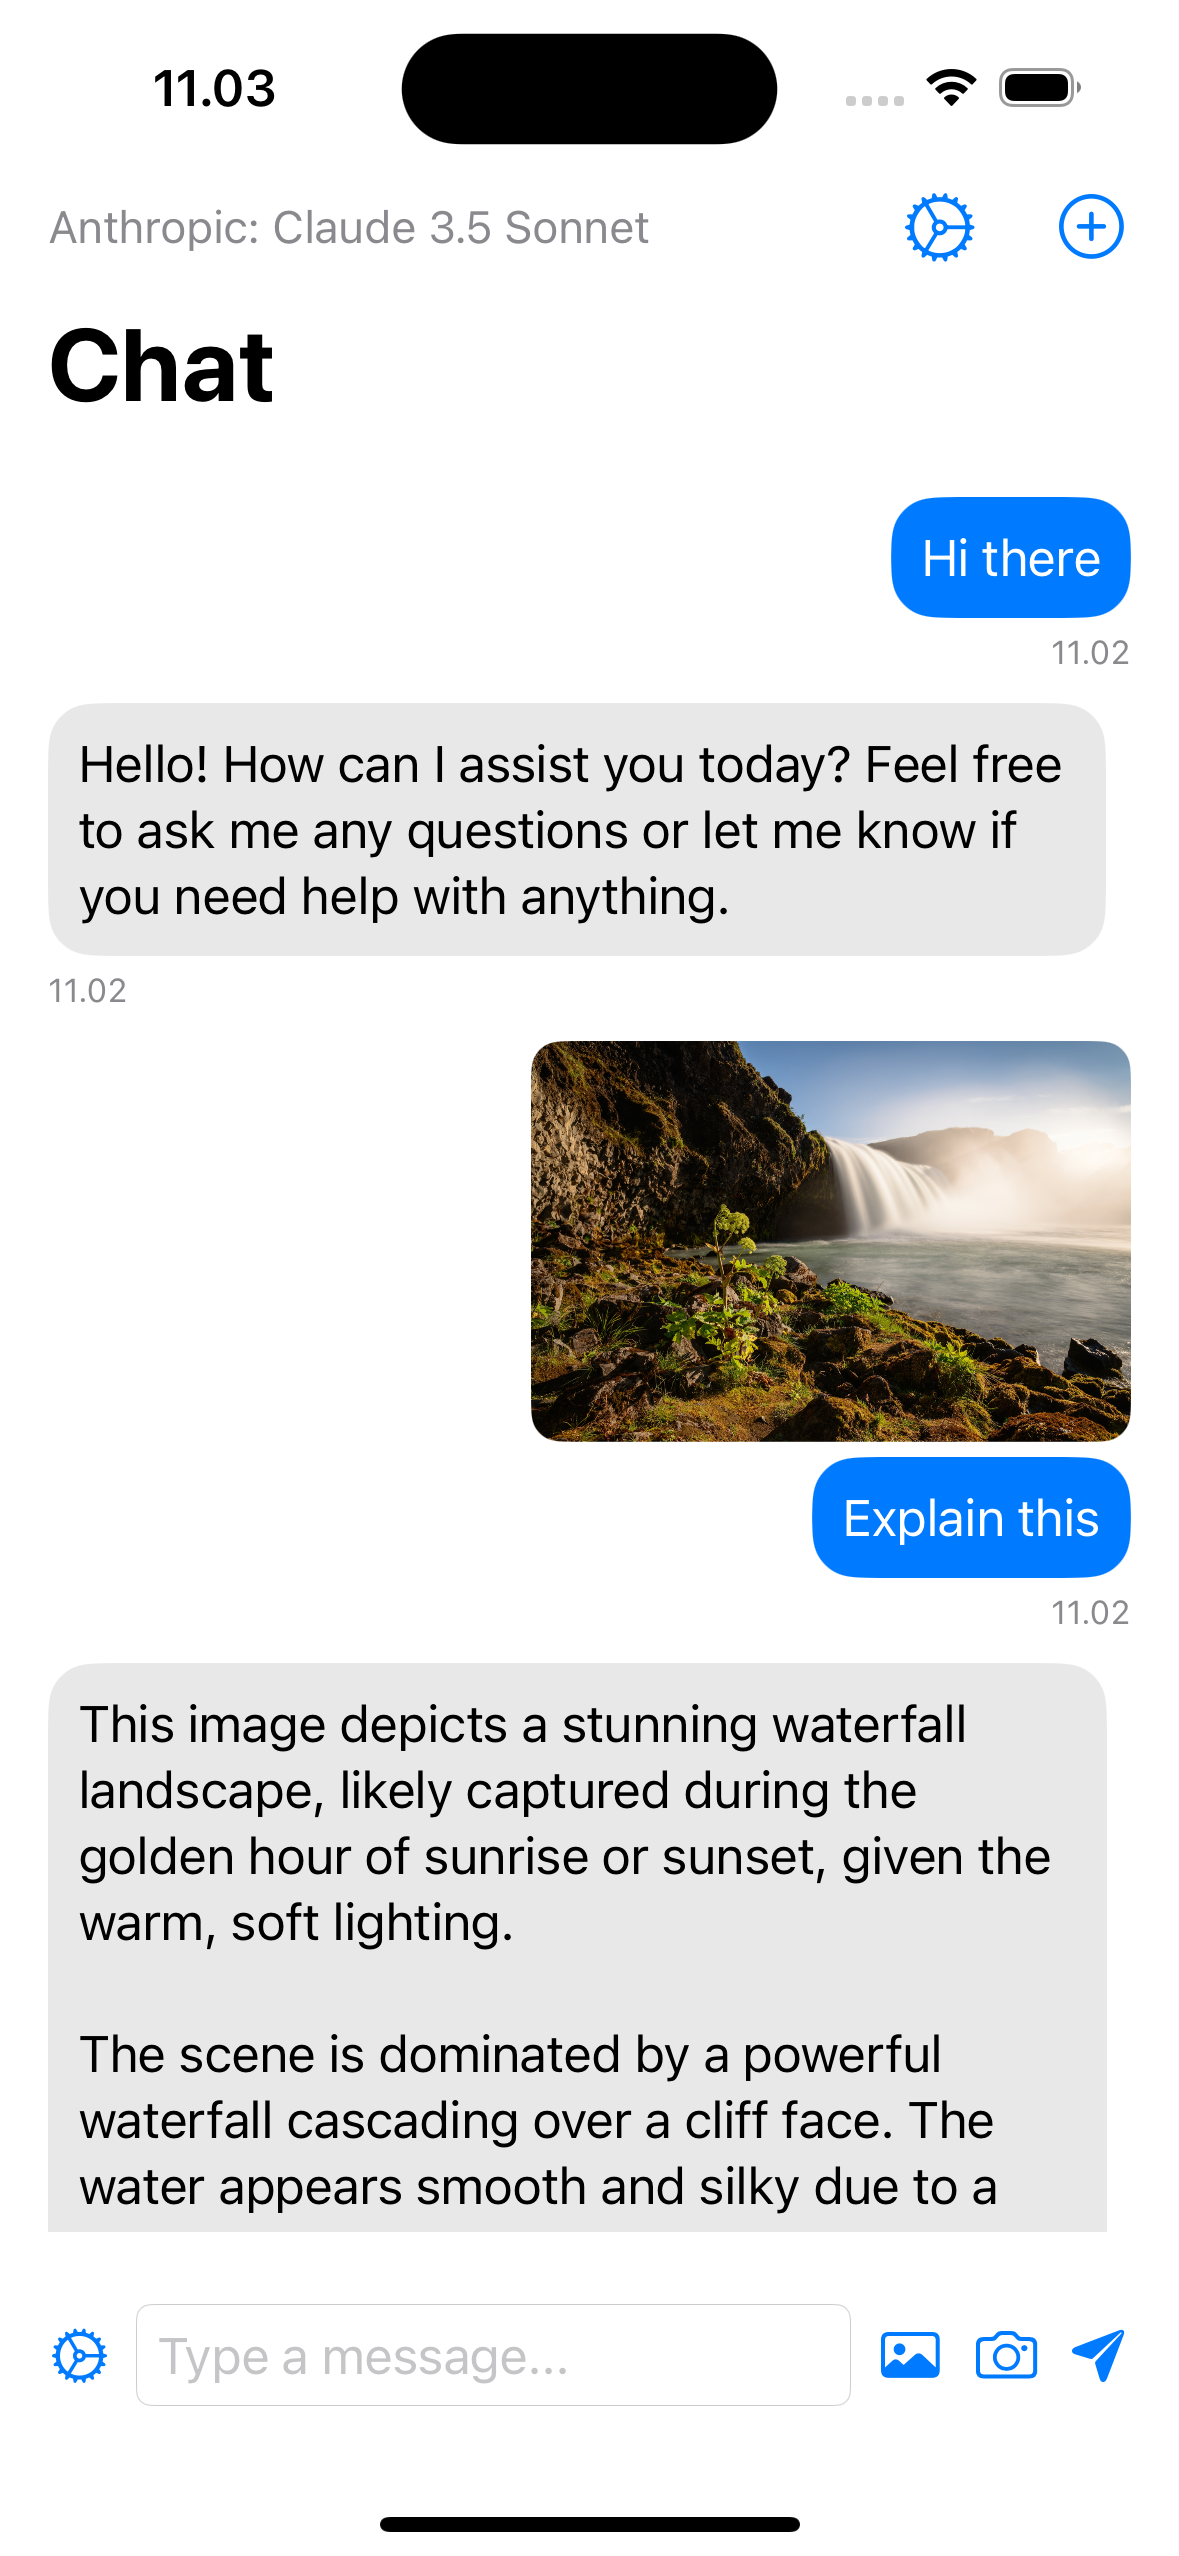 11.03
Anthropic: Claude 3.5 Sonnet
Chat
Hi there
11.02
Hello! How can I assist you today? Feel free
to ask me any questions or let me know if
you need help with anything.
11.02
Explain this
11.02
This image depicts a stunning waterfall
landscape, likely captured during the
golden hour of sunrise or sunset, given the
warm, soft lighting.
The scene is dominated by a powerful
waterfall cascading over a cliff face. The
water appears smooth and silky due to a
Type a message...